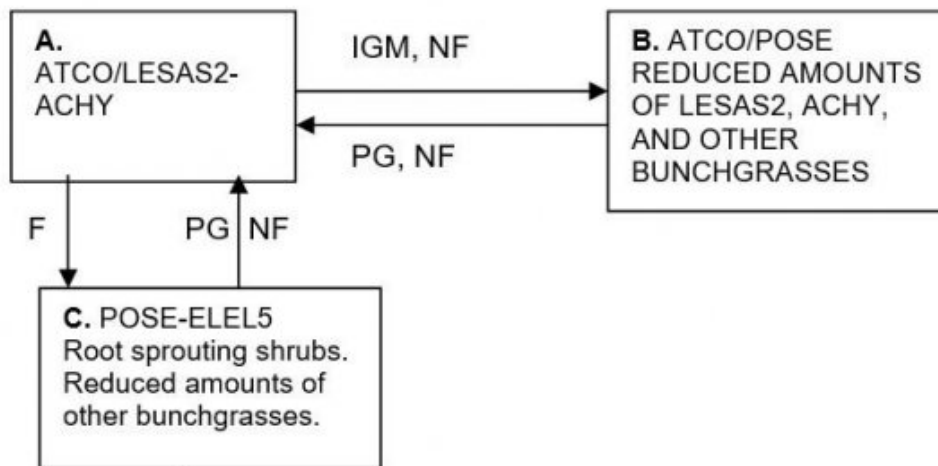 A.
ATCO/LESAS2-
ACHY
IGM, NF
PG, NF
B. ATCO/POSE
REDUCED AMOUNTS
OF LESAS2, ACHY,
AND OTHER
BUNCHGRASSES
F
PG NF
C. POSE-ELEL5
Root sprouting shrubs.
Reduced amounts of
other bunchgrasses.